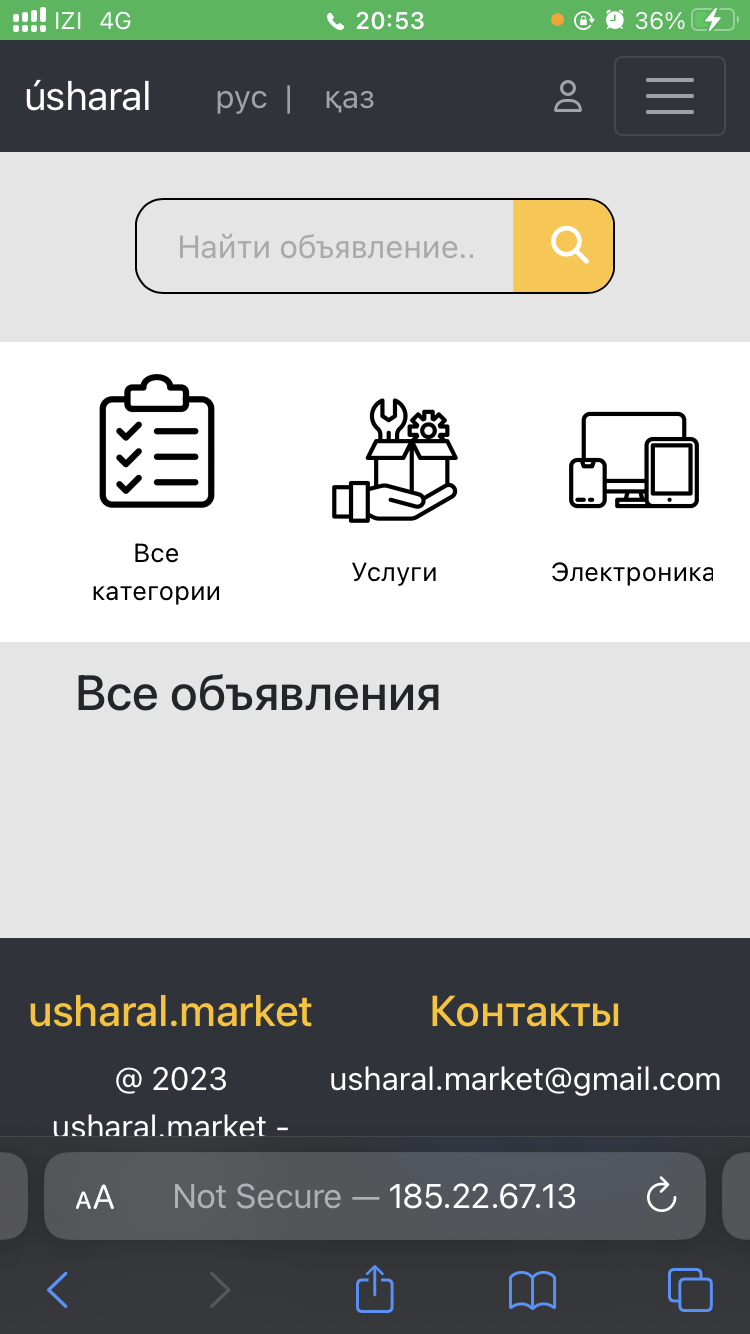 IZI 4G 20:53 36%
úsharal рус | қаз
Найти объявление..
Все
категории
Услуги
Электроника
Все объявления
usharal.market
@ 2023
usharal.market -
Контакты
usharal.market@gmail.com
AA Not Secure — 185.22.67.13